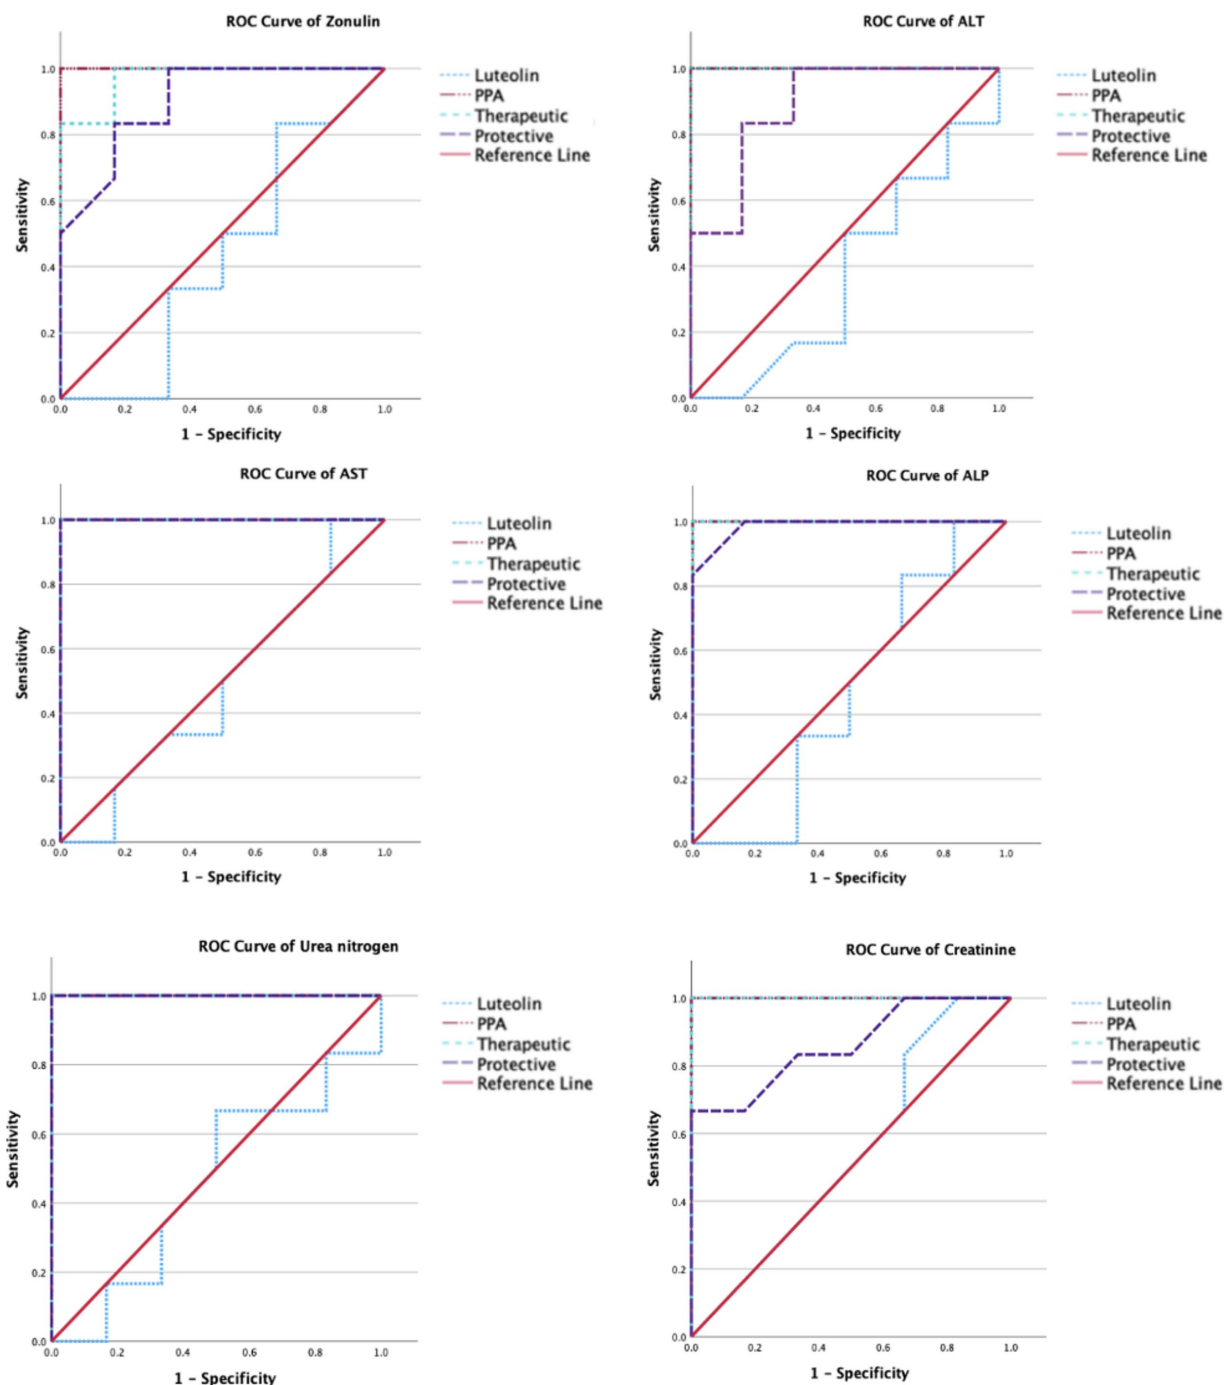 ROC Curve of Zonulin
1.0
0.8
0.6
0.4
0.2
0.0
Sensitivity
0.0 0.2 0.4 0.6 0.8 1.0
1 – Specificity
Luteolin
PPA
Therapeutic
Protective
Reference Line
ROC Curve of ALT
1.0
0.8
0.6
0.4
0.2
0.0
Sensitivity
0.0 0.2 0.4 0.6 0.8 1.0
1 – Specificity
Luteolin
PPA
Therapeutic
Protective
Reference Line
ROC Curve of AST
1.0
0.8
0.6
0.4
0.2
0.0
Sensitivity
0.0 0.2 0.4 0.6 0.8 1.0
1 – Specificity
Luteolin
PPA
Therapeutic
Protective
Reference Line
ROC Curve of ALP
1.0
0.8
0.6
0.4
0.2
0.0
Sensitivity
0.0 0.2 0.4 0.6 0.8 1.0
1 – Specificity
Luteolin
PPA
Therapeutic
Protective
Reference Line
ROC Curve of Urea nitrogen
1.0
0.8
0.6
0.4
0.2
0.0
Sensitivity
0.0 0.2 0.4 0.6 0.8 1.0
1 – Specificity
Luteolin
PPA
Therapeutic
Protective
Reference Line
ROC Curve of Creatinine
1.0
0.8
0.6
0.4
0.2
0.0
Sensitivity
0.0 0.2 0.4 0.6 0.8 1.0
1 – Specificity
Luteolin
PPA
Therapeutic
Protective
Reference Line